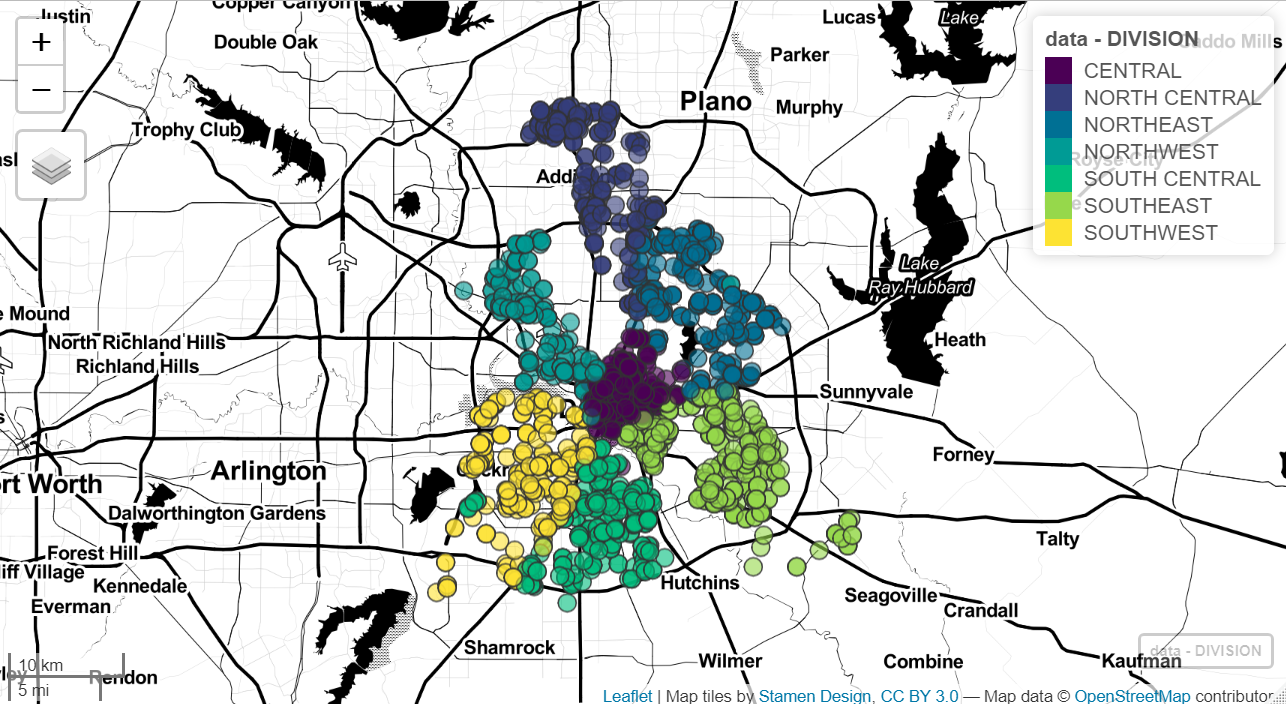 Justin
Copper Canyon
Lucas
Lake
+
Double Oak
data - DIVISION
Caddo Mills
Parker
CENTRAL
−
Plano
Murphy
NORTH CENTRAL
Trophy Club
NORTHEAST
NORTHWEST
Royse City
Addi
SOUTH CENTRAL
SOUTHEAST
SOUTHWEST
Lake
Ray Hubbard
e Mound
North Richland Hills
Heath
Richland Hills
Sunnyvale
Forney
Arlington
Cockr
rt Worth
Dalworthington Gardens
Talty
Forest Hill
liff Village
Kennedale
Hutchins
Seagoville
Everman
Crandall
Shamrock
data - DIVISION
Wilmer
Combine
Kaufman
10 km
Rendon
5 mi
Leaflet | Map tiles by Stamen Design, CC BY 3.0 — Map data © OpenStreetMap contributor